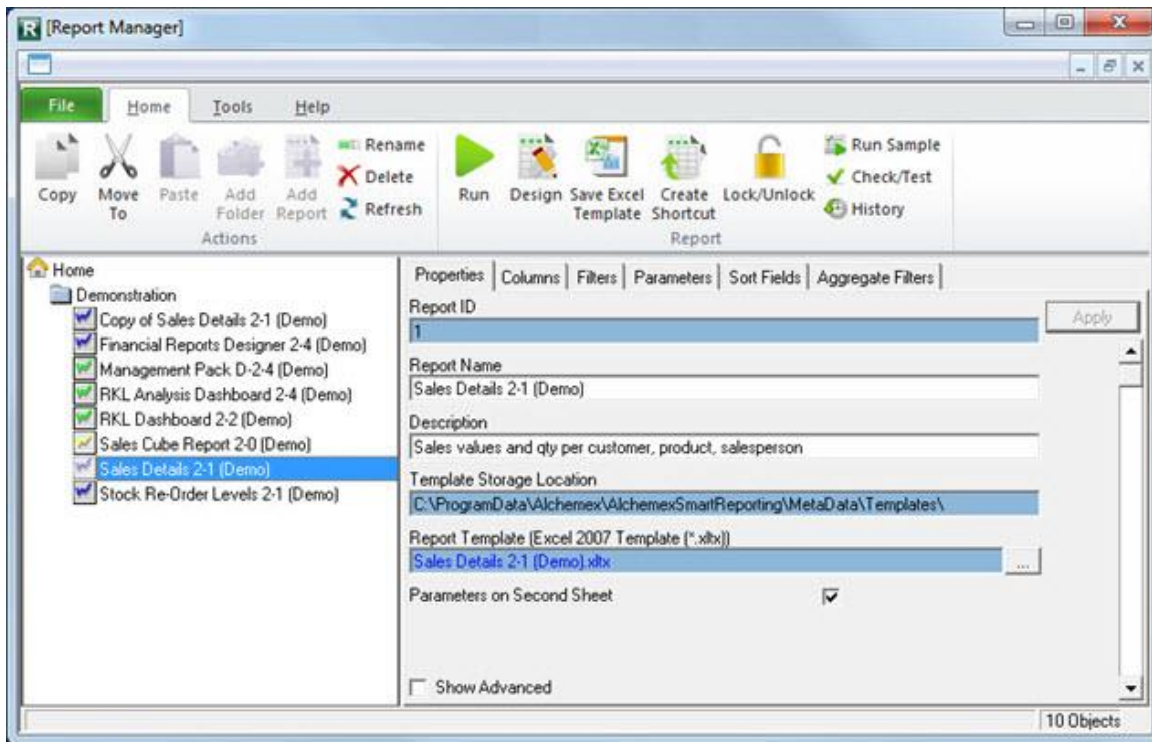 [Report Manager]
File Home Tools Help
Copy Move To Paste Add Folder Add Report Rename Delete Refresh
Actions
Run Design Save Excel Template Create Shortcut Lock/Unlock Run Sample Check/Test History
Report
Home
Demonstration
Copy of Sales Details 2-1 (Demo)
Financial Reports Designer 2-4 (Demo)
Management Pack D-2-4 (Demo)
RKL Analysis Dashboard 2-4 (Demo)
RKL Dashboard 2-2 (Demo)
Sales Cube Report 2-0 (Demo)
Sales Details 2-1 (Demo)
Stock Re-Order Levels 2-1 (Demo)
Properties Columns Filters Parameters Sort Fields Aggregate Filters
Report ID
1
Apply
Report Name
Sales Details 2-1 (Demo)
Description
Sales values and qty per customer, product, salesperson
Template Storage Location
C:\ProgramData\Alchemex\AlchemexSmartReporting\MetaData\Templates\
Report Template (Excel 2007 Template (*.xltx))
Sales Details 2-1 (Demo).xltx
...
Parameters on Second Sheet
Show Advanced
10 Objects